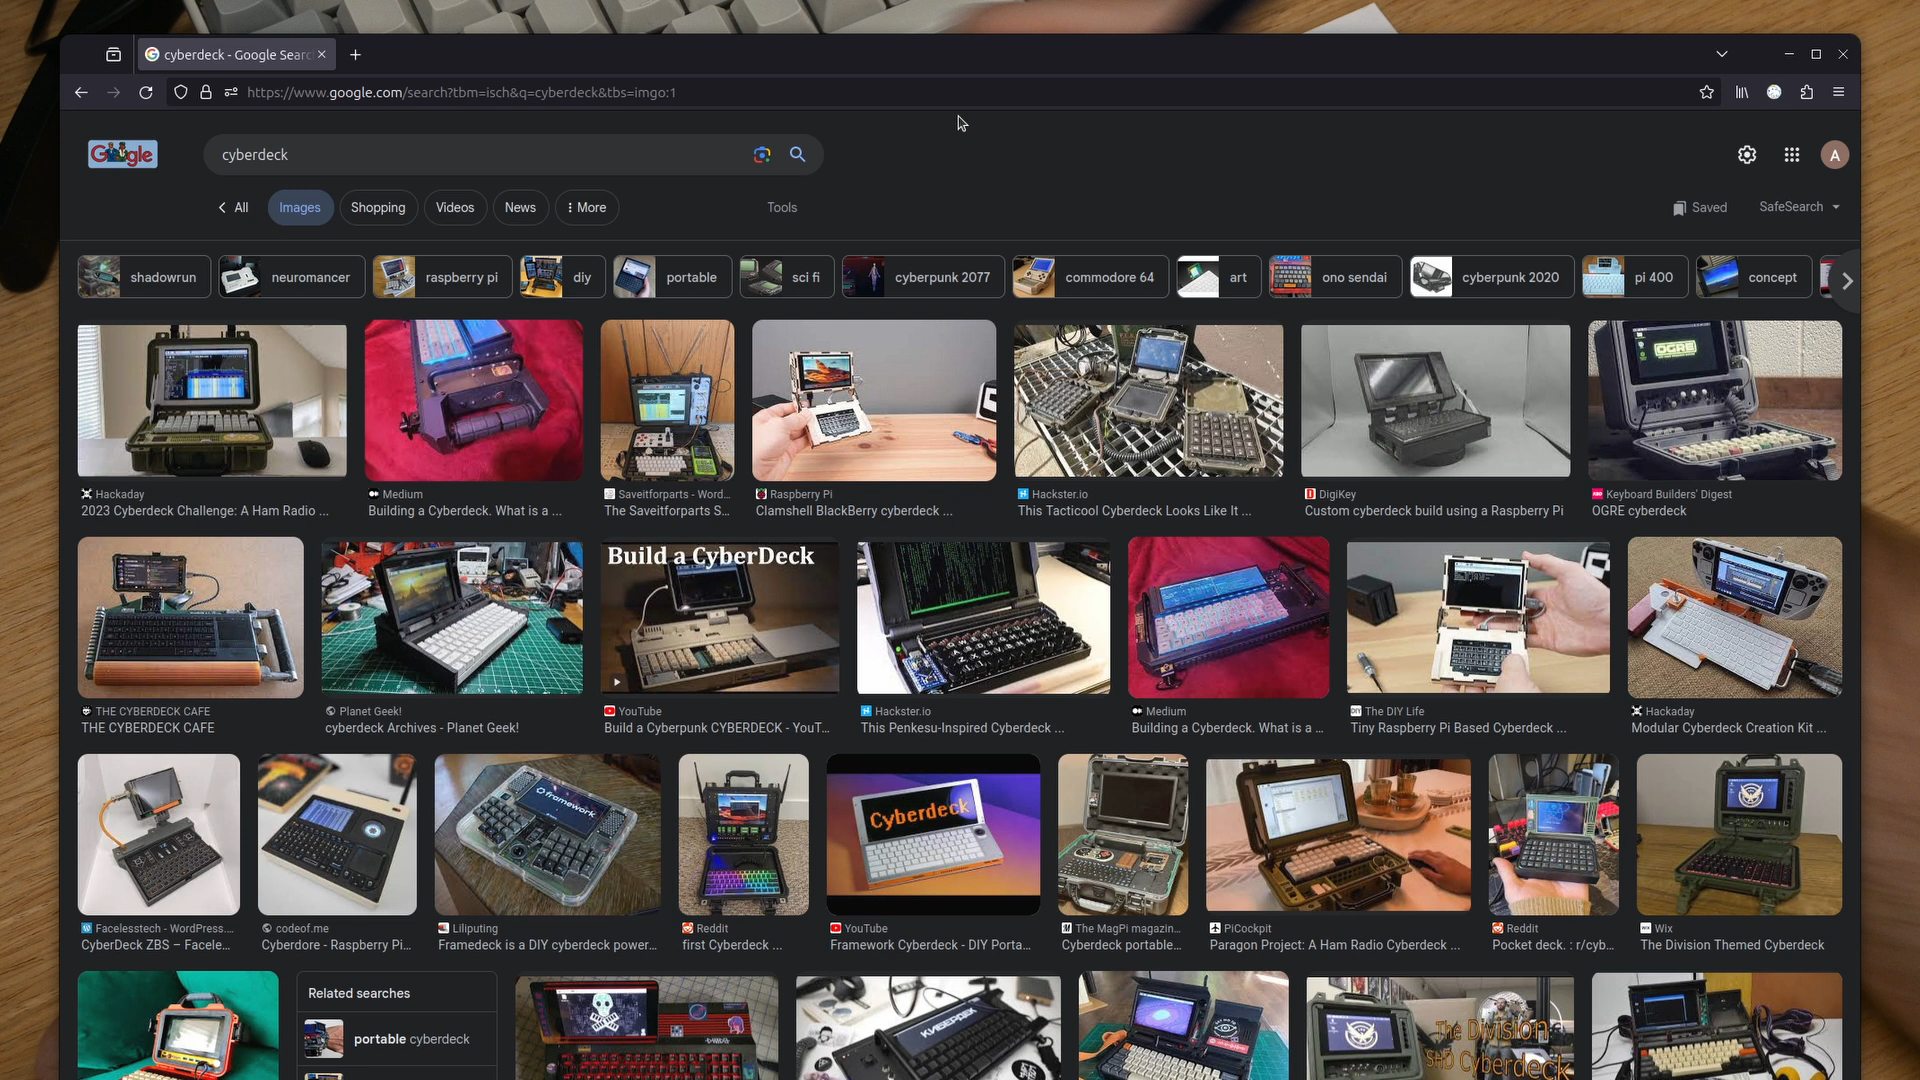 cyberdeck - Google Searc
https://www.google.com/search?tbm=isch&q=cyberdeck&tbs=imgo:1
Google
cyberdeck
A
All
Images
Shopping
Videos
News
More
Tools
Saved
SafeSearch
shadowrun
neuromancer
raspberry pi
diy
portable
sci fi
cyberpunk 2077
commodore 64
art
ono sendai
cyberpunk 2020
pi 400
concept
OGRE
Hackaday
2023 Cyberdeck Challenge: A Ham Radio ...
Medium
Building a Cyberdeck. What is a ...
Saveitforparts - Word...
The Saveitforparts S...
Raspberry Pi
Clamshell BlackBerry cyberdeck ...
Hackster.io
This Tacticool Cyberdeck Looks Like It ...
DigiKey
Custom cyberdeck build using a Raspberry Pi
Keyboard Builders' Digest
OGRE cyberdeck
Build a CyberDeck
THE CYBERDECK CAFE
THE CYBERDECK CAFE
Planet Geek!
cyberdeck Archives - Planet Geek!
YouTube
Build a Cyberpunk CYBERDECK - YouT...
Hackster.io
This Penkesu-Inspired Cyberdeck ...
Medium
Building a Cyberdeck. What is a ...
The DIY Life
Tiny Raspberry Pi Based Cyberdeck ...
Hackaday
Modular Cyberdeck Creation Kit ...
framework
Cyberdeck
Facelesstech - WordPress....
CyberDeck ZBS – Facele...
codeof.me
Cyberdore - Raspberry Pi...
Liliputing
Framedeck is a DIY cyberdeck power...
Reddit
first Cyberdeck ...
YouTube
Framework Cyberdeck - DIY Porta...
The MagPi magazin...
Cyberdeck portable...
PiCockpit
Paragon Project: A Ham Radio Cyberdeck ...
Reddit
Pocket deck. : r/cyb...
Wix
The Division Themed Cyberdeck
Related searches
portable cyberdeck
КИБЕРДЕК
The Division
SHD Cyberdeck